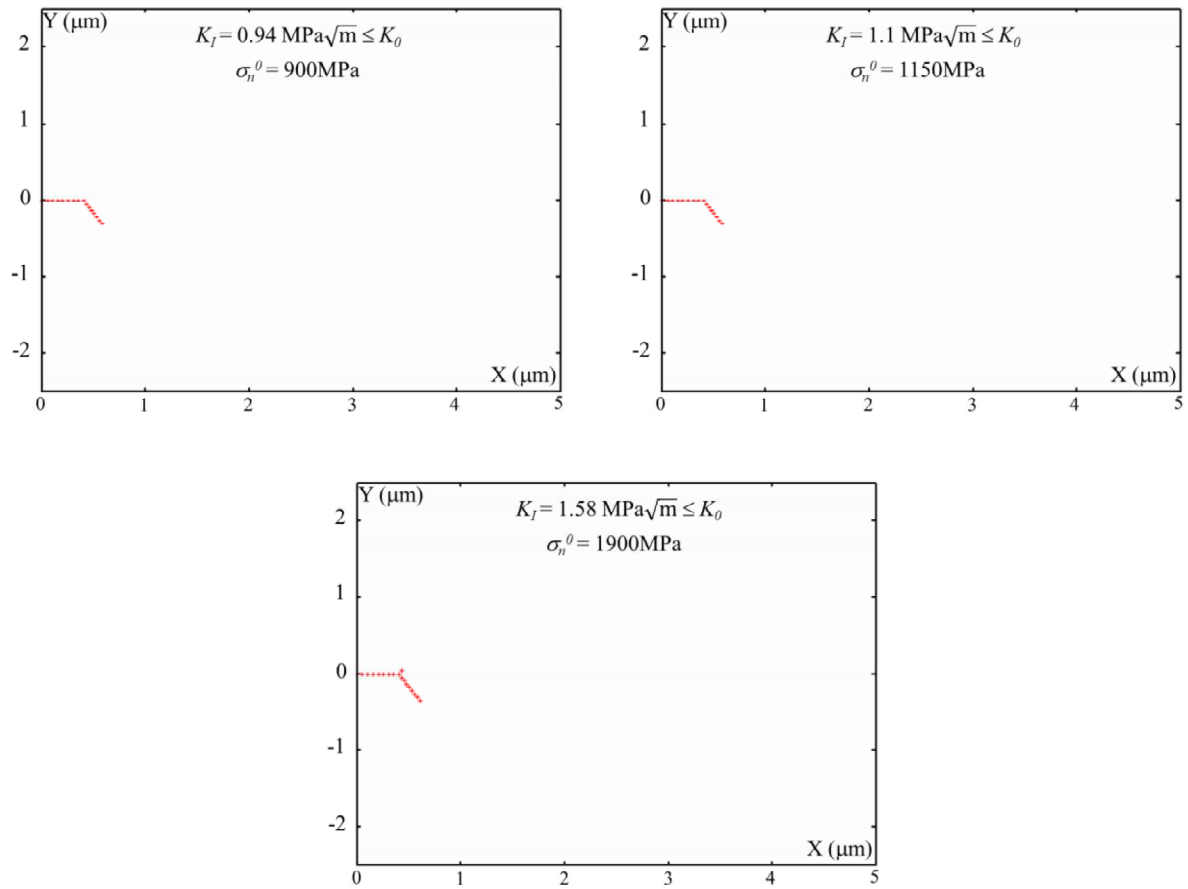 Y (μm)
K_I = 0.94 MPa√m ≤ K_0
σ_n^0 = 900MPa
2
1
0
-1
-2
X (μm)
0 1 2 3 4 5
Y (μm)
K_I = 1.1 MPa√m ≤ K_0
σ_n^0 = 1150MPa
2
1
0
-1
-2
X (μm)
0 1 2 3 4 5
Y (μm)
K_I = 1.58 MPa√m ≤ K_0
σ_n^0 = 1900MPa
2
1
0
-1
-2
X (μm)
0 1 2 3 4 5